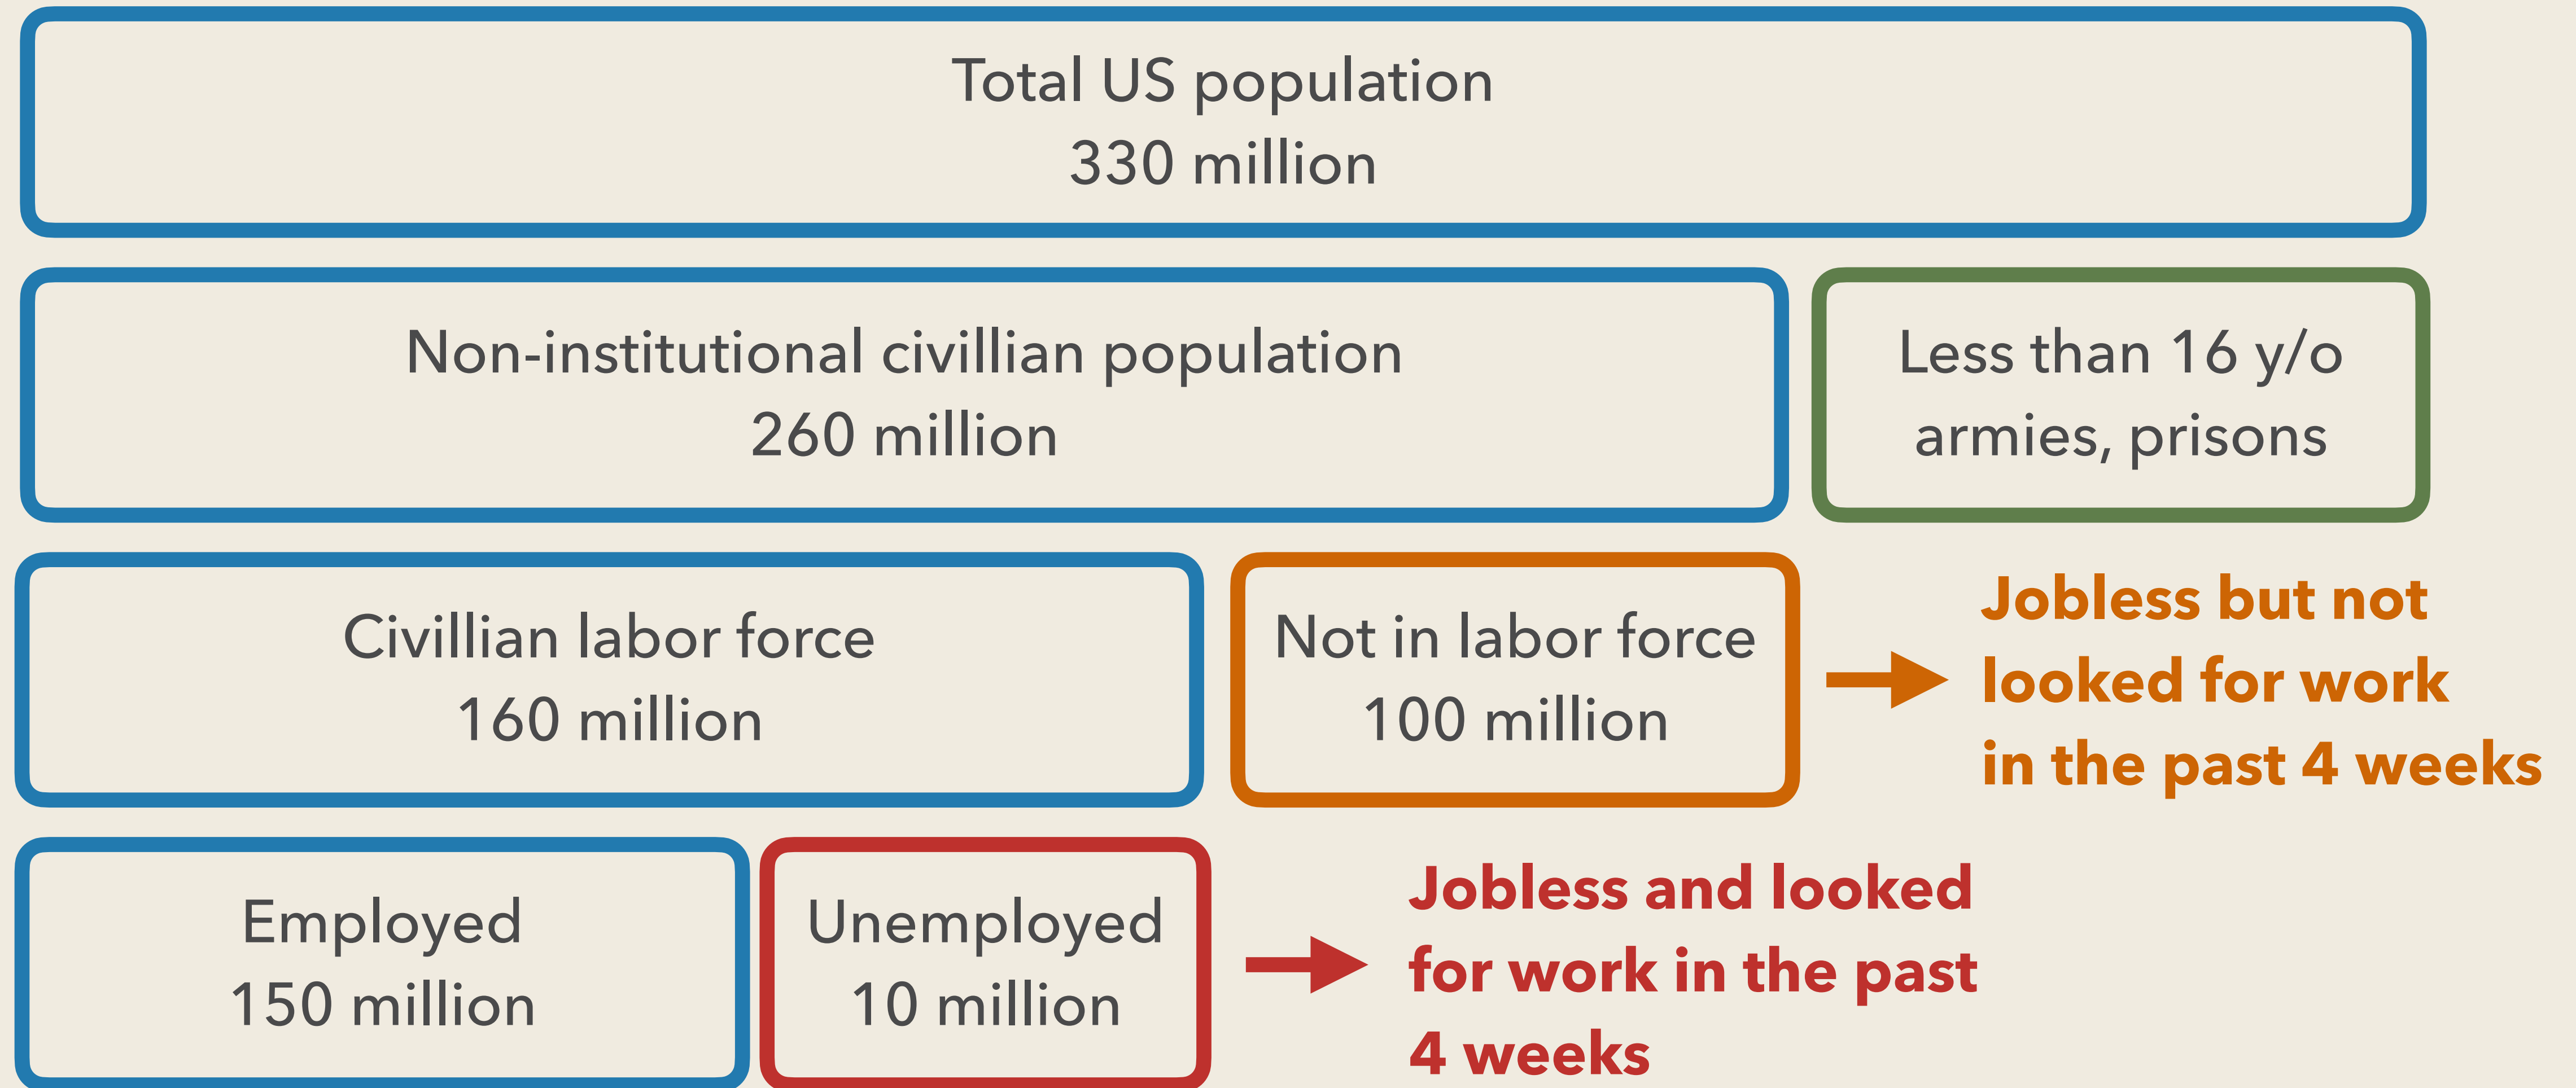 Total US population
330 million
Non-institutional civillian population
260 million
Less than 16 y/o
armies, prisons
Civillian labor force
160 million
Not in labor force
100 million
Jobless but not
looked for work
in the past 4 weeks
Employed
150 million
Unemployed
10 million
Jobless and looked
for work in the past
4 weeks